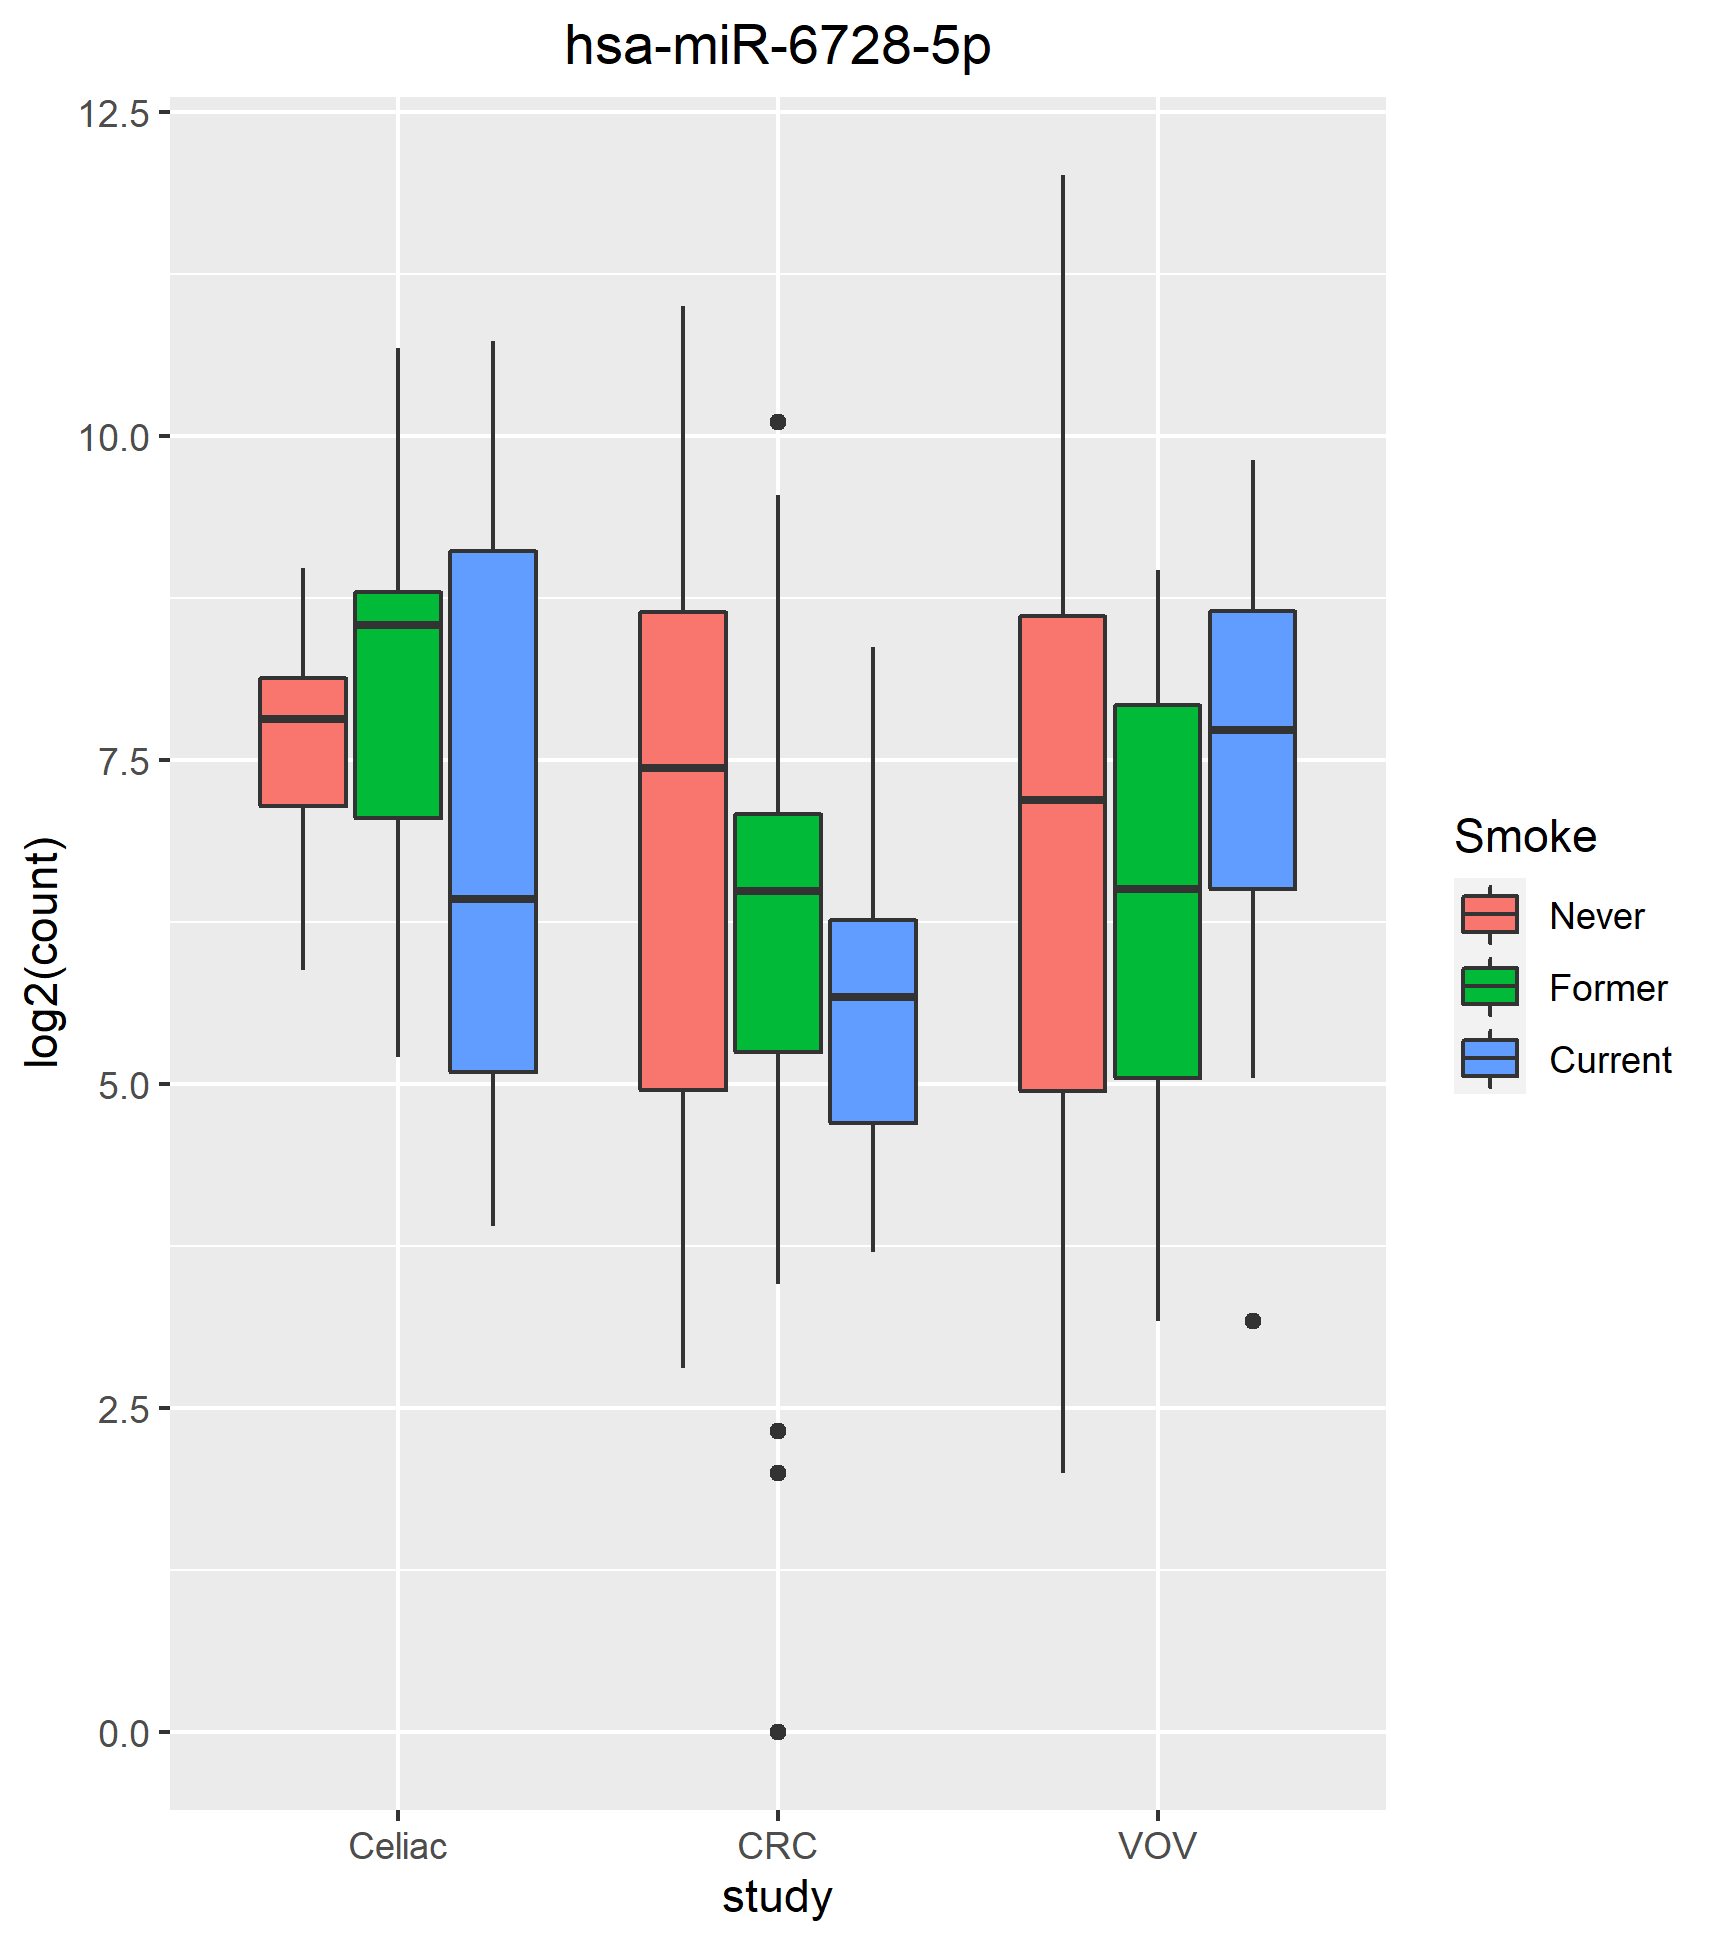 hsa-miR-6728-5p
12.5
10.0
7.5
5.0
2.5
0.0
log2(count)
Celiac
CRC
VOV
study
Smoke
Never
Former
Current